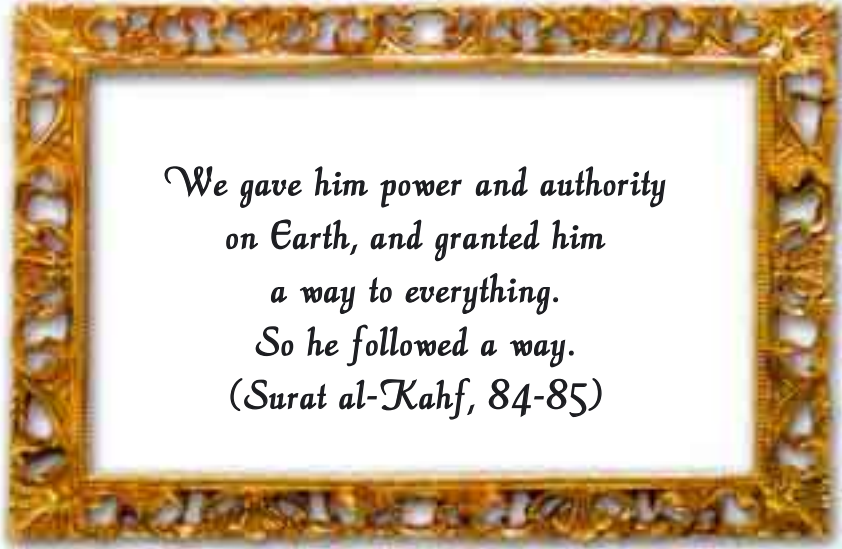 We gave him power and authority
on Earth, and granted him
a way to everything.
So he followed a way.
(Surat al-Kahf, 84-85)